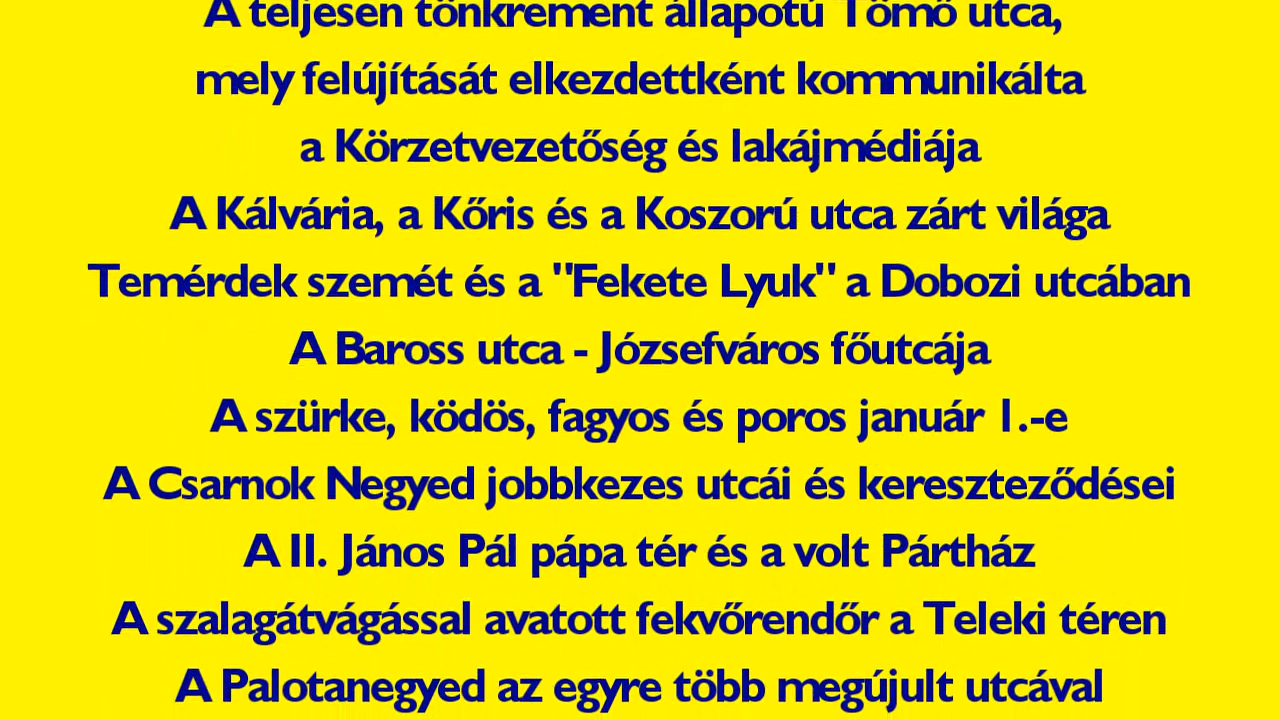 A teljesen tönkrement állapotú Tömő utca,
mely felújítását elkezdettként kommunikálta
a Körzetvezetőség és lakájmédiája
A Kálvária, a Kőris és a Koszorú utca zárt világa
Temérdek szemét és a "Fekete Lyuk" a Dobozi utcában
A Baross utca - Józsefváros főutcája
A szürke, ködös, fagyos és poros január 1.-e
A Csarnok Negyed jobbkezes utcái és kereszteződései
A II. János Pál pápa tér és a volt Pártház
A szalagátvágással avatott fekvőrendőr a Teleki téren
A Palotanegyed az egyre több megújult utcával